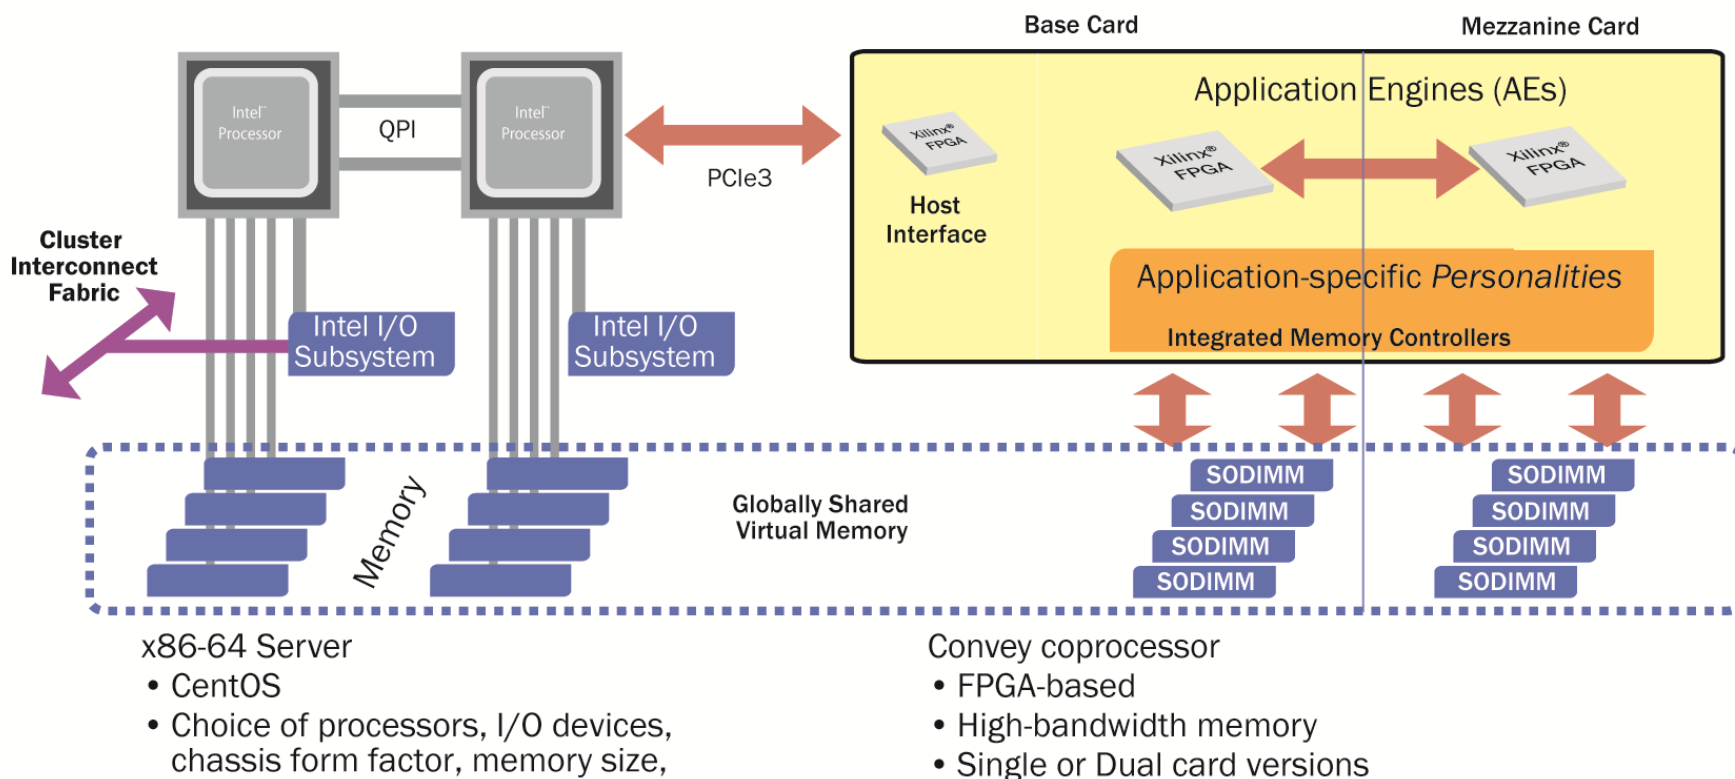 Base Card
Mezzanine Card
Intel™
Processor
QPI
Intel™
Processor
PCIe3
Application Engines (AEs)
Xilinx®
FPGA
Host
Interface
Xilinx®
FPGA
Xilinx®
FPGA
Application-specific Personalities
Integrated Memory Controllers
Cluster
Interconnect
Fabric
Intel I/O
Subsystem
Intel I/O
Subsystem
Memory
Globally Shared
Virtual Memory
SODIMM
SODIMM
SODIMM
SODIMM
SODIMM
SODIMM
SODIMM
SODIMM
x86-64 Server
• CentOS
• Choice of processors, I/O devices,
chassis form factor, memory size,
Convey coprocessor
• FPGA-based
• High-bandwidth memory
• Single or Dual card versions